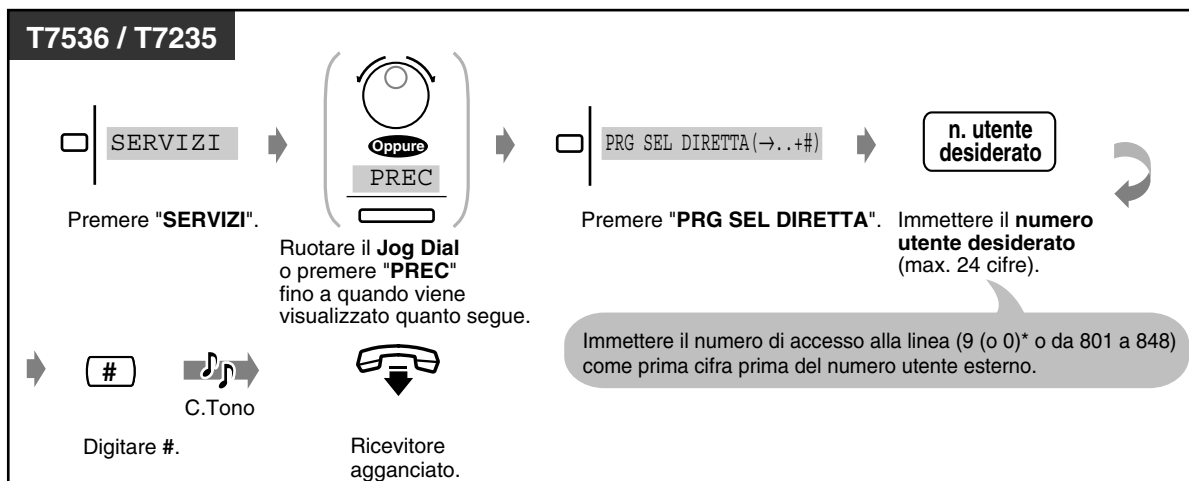 T7536 / T7235
SERVIZI
Oppure
PREC
PRG SEL DIRETTA(→..+#)
n. utente
desiderato
Premere "SERVIZI".
Ruotare il Jog Dial
o premere "PREC"
fino a quando viene
visualizzato quanto segue.
Premere "PRG SEL DIRETTA".
Immettere il numero
utente desiderato
(max. 24 cifre).
Immettere il numero di accesso alla linea (9 (o 0)* o da 801 a 848)
come prima cifra prima del numero utente esterno.
#
C.Tono
Digitare #.
Ricevitore
agganciato.